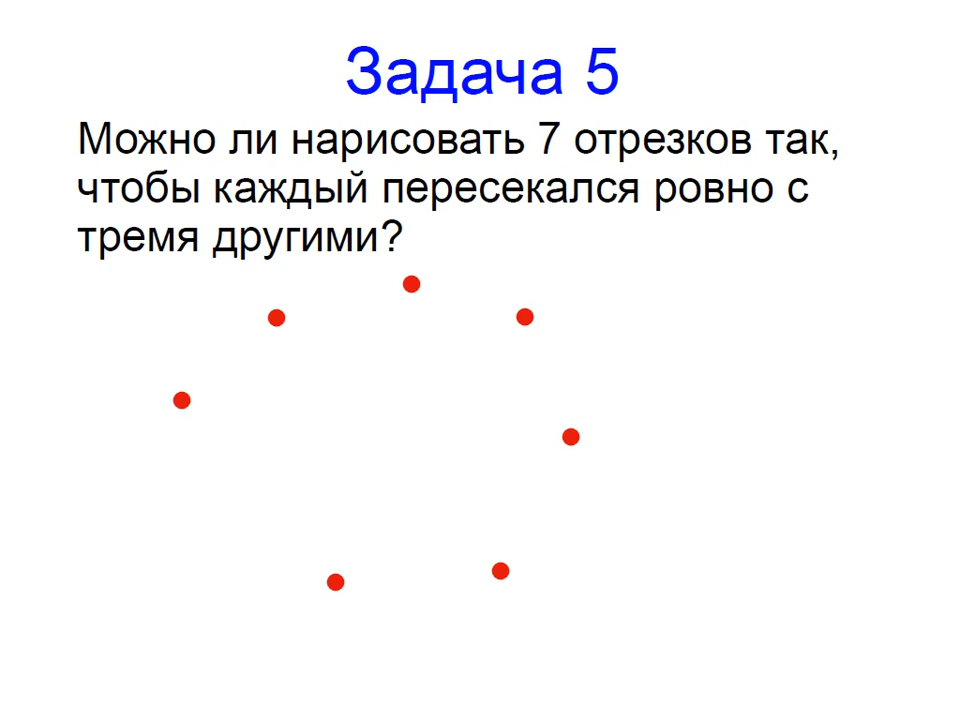 Задача 5
Можно ли нарисовать 7 отрезков так,
чтобы каждый пересекался ровно с
тремя другими?